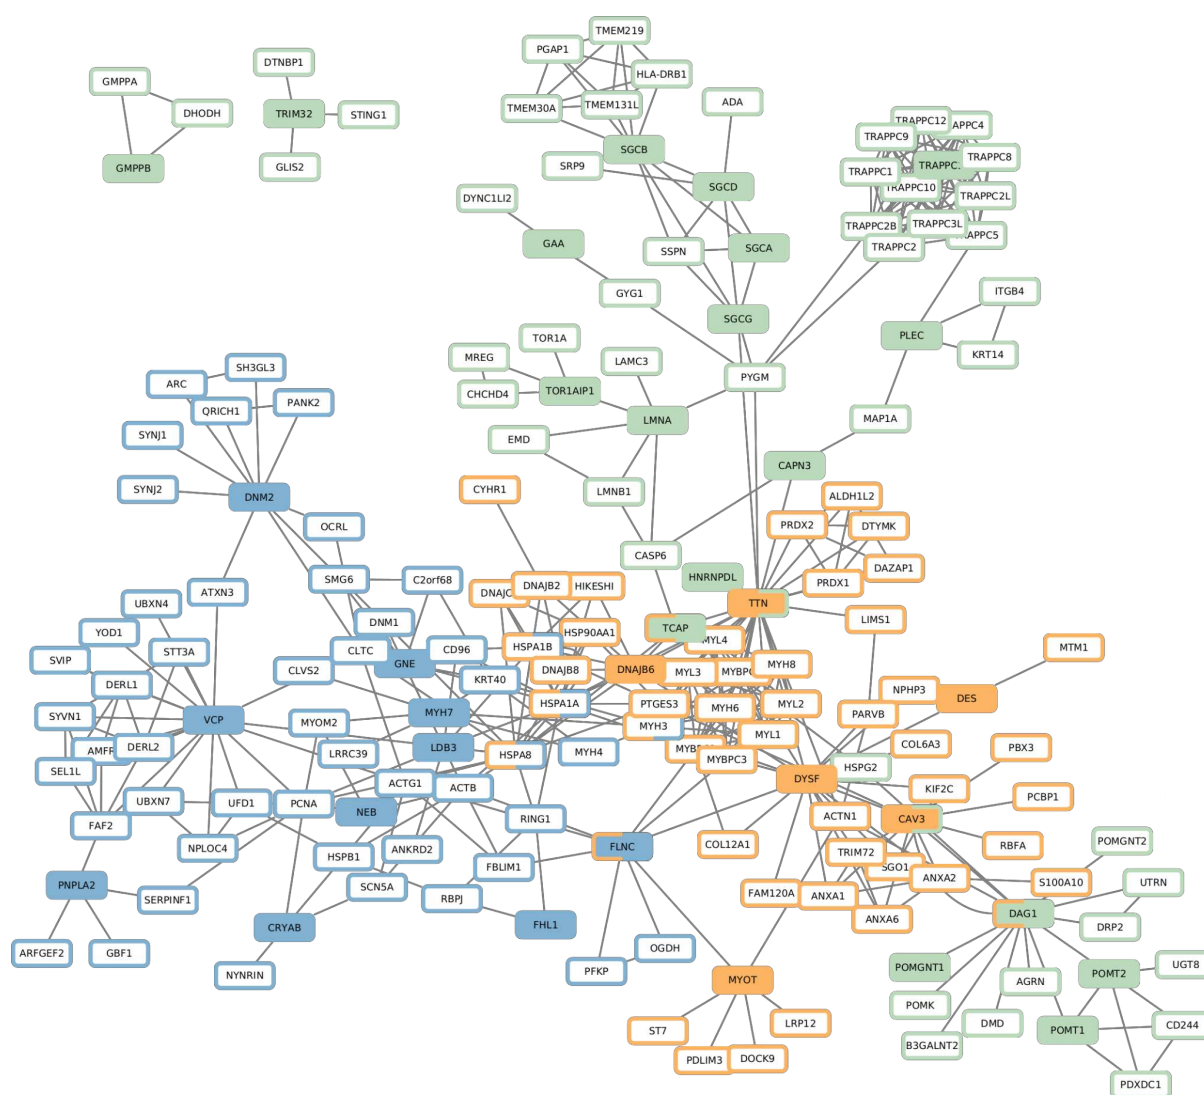 TMEM219
PGAP1
HLA-DRB1
DTNBP1
GMPPA
TMEM30A
TMEM131L
ADA
DHODH
TRIM32
STING1
TRAPPC12
TRAPPC9
SGCB
TRAPPC8
GMPPB
GLIS2
SRP9
TRAPPC1
SGCD
TRAPPC10
TRAPPC2L
DYNC1LI2
TRAPPC2B
TRAPPC3L
GAA
SSPN
SGCA
TRAPPC2
GYG1
ITGB4
SGCG
PLEC
TOR1A
KRT14
MREG
LAMC3
SH3GL3
ARC
PYGM
CHCHD4
TOR1AIP1
QRICH1
PANK2
LMNA
MAP1A
SYNJ1
EMD
CAPN3
SYNJ2
CYHR1
LMNB1
DNM2
ALDH1L2
OCRL
PRDX2
DTYMK
CASP6
DAZAP1
HNRNPDL
SMG6
C2orf68
DNAJB2
HIKESHI
PRDX1
ATXN3
UBXN4
TTN
DNM1
LIMS1
YOD1
HSP90AA1
TCAP
MYL4
STT3A
CLTC
CD96
HSPA1B
SVIP
GNE
MYH8
MTM1
CLVS2
DNAJB8
DNAJB6
MYL3
DERL1
KRT40
NPHP3
DES
HSPA1A
PTGES3
MYH6
MYL2
SYVN1
VCP
MYOM2
MYH7
PARVB
MYH3
MYL1
AMFR
DERL2
LRRC39
LDB3
HSPA8
MYH4
MYBPC3
COL6A3
PBX3
SEL1L
HSPG2
DYSF
ACTG1
ACTB
KIF2C
UBXN7
UFD1
PCNA
PCBP1
NEB
RING1
ACTN1
CAV3
FAF2
COL12A1
RBFA
NPLOC4
HSPB1
ANKRD2
FLNC
TRIM72
POMGNT2
FBLIM1
SGO1
ANXA2
S100A10
PNPLA2
SCN5A
UTRN
SERPINF1
RBPJ
FAM120A
ANXA1
DAG1
CRYAB
FHL1
ANXA6
DRP2
ARFGEF2
GBF1
OGDH
POMGNT1
UGT8
NYNRIN
PFKP
MYOT
AGRN
POMT2
POMK
LRP12
DMD
CD244
ST7
POMT1
B3GALNT2
PDLIM3
DOCK9
PDXDC1